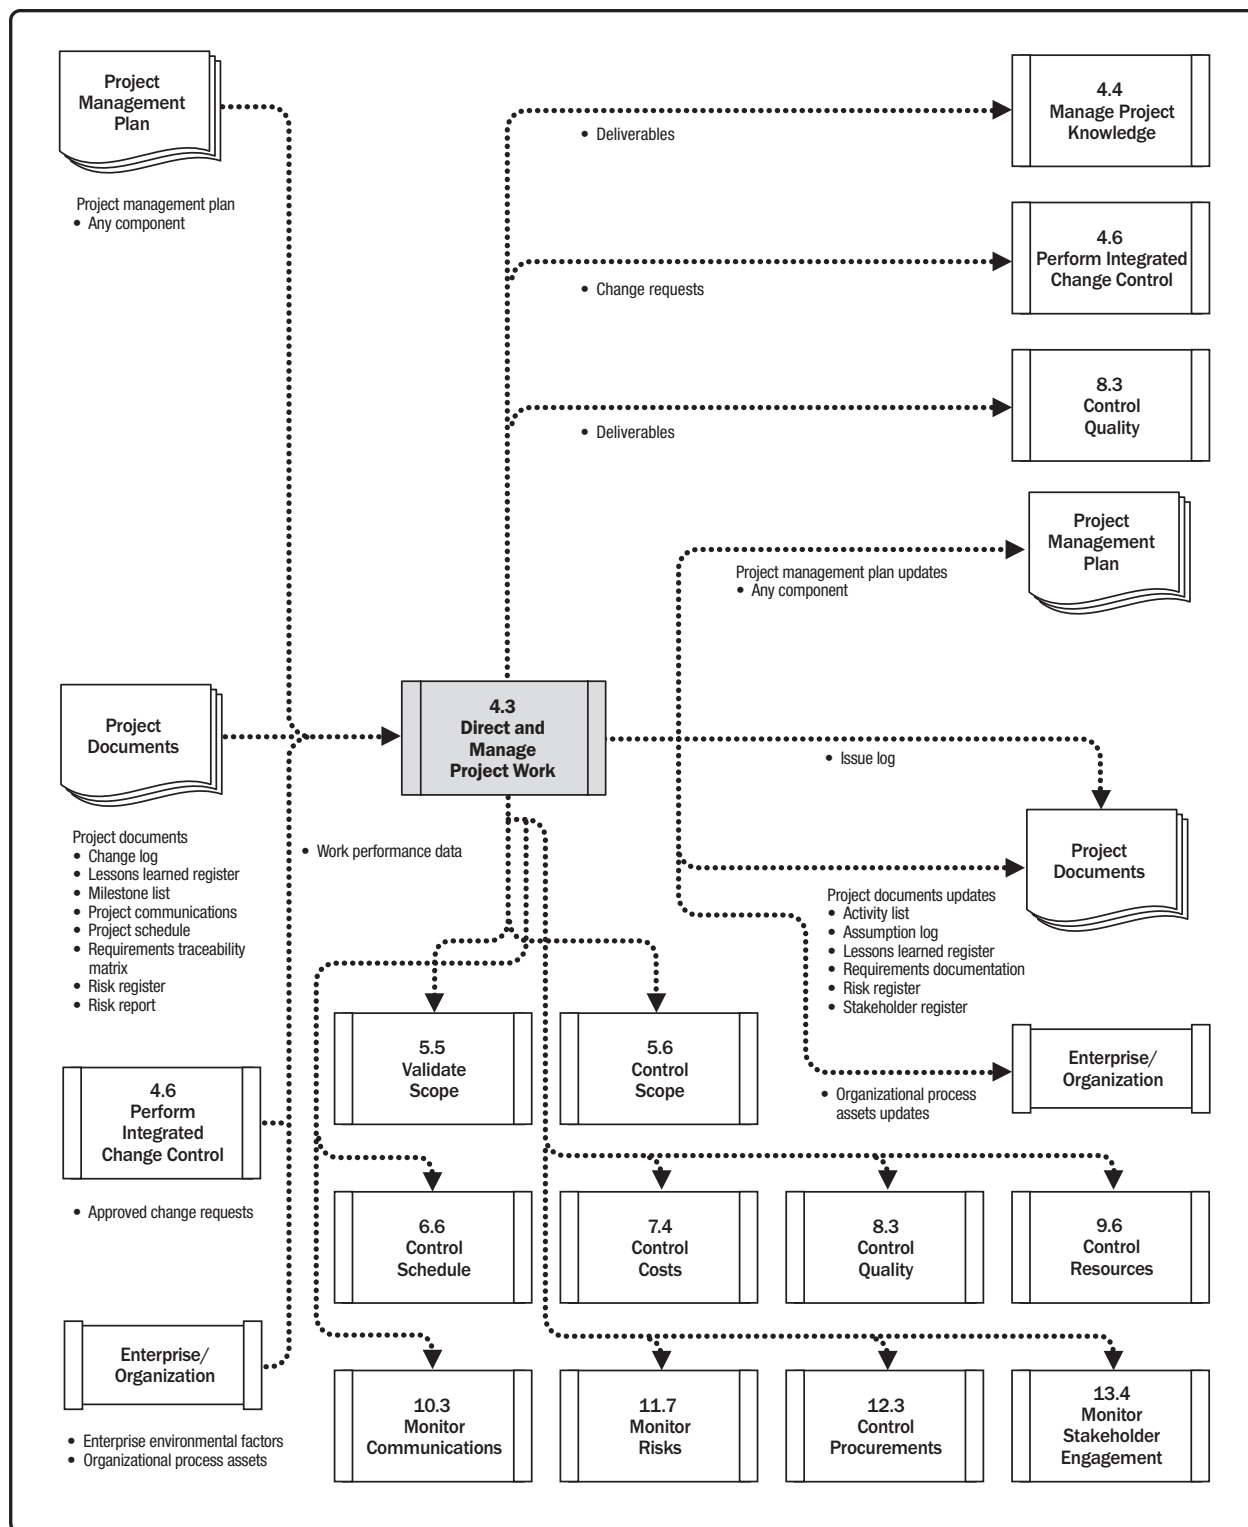 Project
Management
Plan
Project management plan
• Any component
4.4
Manage Project
Knowledge
• Deliverables
4.6
Perform Integrated
Change Control
• Change requests
8.3
Control
Quality
• Deliverables
Project
Management
Plan
Project management plan updates
• Any component
Project
Documents
4.3
Direct and
Manage
Project Work
• Issue log
Project documents
• Change log
• Lessons learned register
• Milestone list
• Project communications
• Project schedule
• Requirements traceability
matrix
• Risk register
• Risk report
• Work performance data
Project
Documents
Project documents updates
• Activity list
• Assumption log
• Lessons learned register
• Requirements documentation
• Risk register
• Stakeholder register
5.5
Validate
Scope
5.6
Control
Scope
Enterprise/
Organization
• Organizational process
assets updates
4.6
Perform
Integrated
Change Control
• Approved change requests
6.6
Control
Schedule
7.4
Control
Costs
8.3
Control
Quality
9.6
Control
Resources
Enterprise/
Organization
• Enterprise environmental factors
• Organizational process assets
10.3
Monitor
Communications
11.7
Monitor
Risks
12.3
Control
Procurements
13.4
Monitor
Stakeholder
Engagement